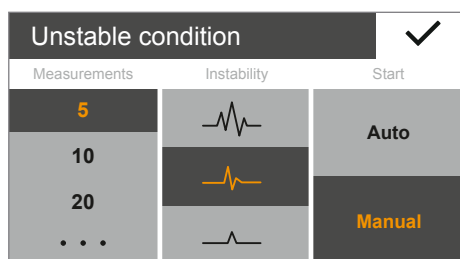 Unstable condition
Measurements Instability Start
5
10
20
. . .
Auto
Manual